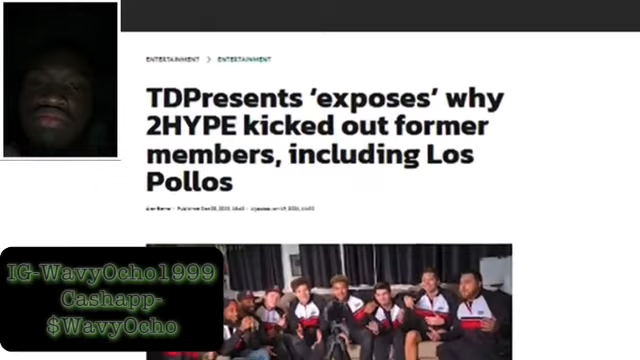 ENTERTAINMENT > ENTERTAINMENT
TDPresents ‘exposes’ why
2HYPE kicked out former
members, including Los
Pollos
IG-WavyOcho1999
Cashapp-
$WavyOcho